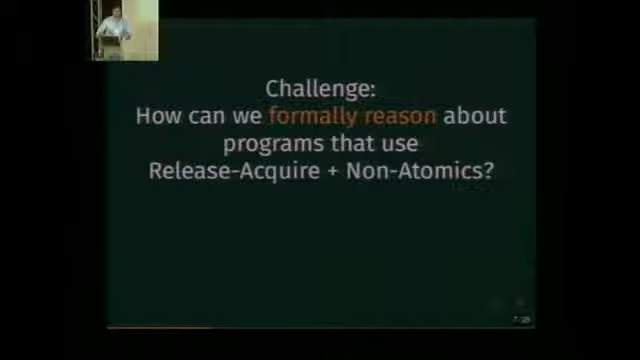 Challenge:
How can we formally reason about
programs that use
Release-Acquire + Non-Atomics?